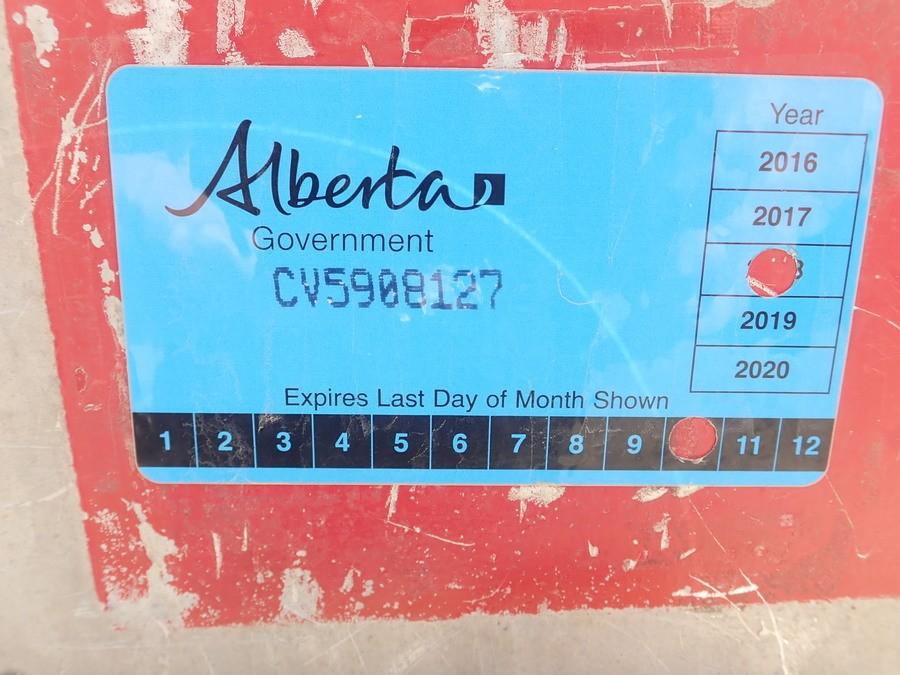 Alberta
Government
CV5908127
Year
2016
2017
2019
2020
Expires Last Day of Month Shown
1 2 3 4 5 6 7 8 9 11 12